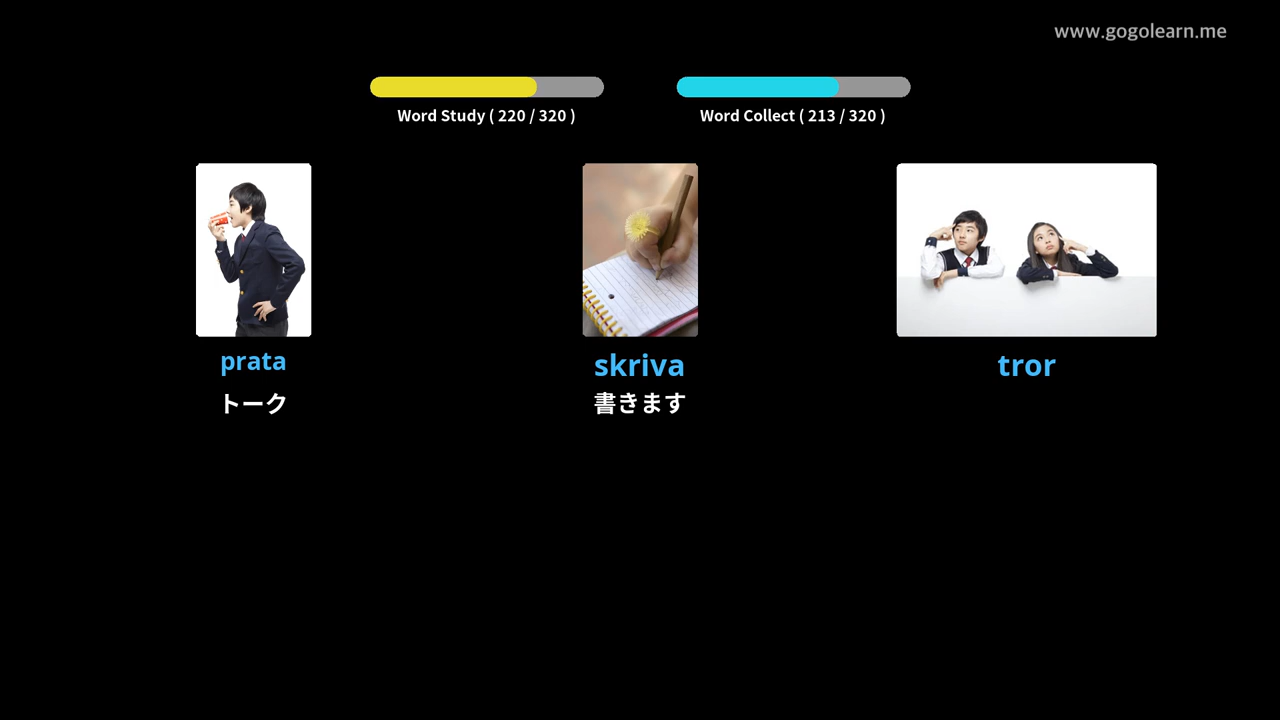 www.gogolearn.me
Word Study ( 220 / 320 )
Word Collect ( 213 / 320 )
prata
skriva
tror
トーク
書きます